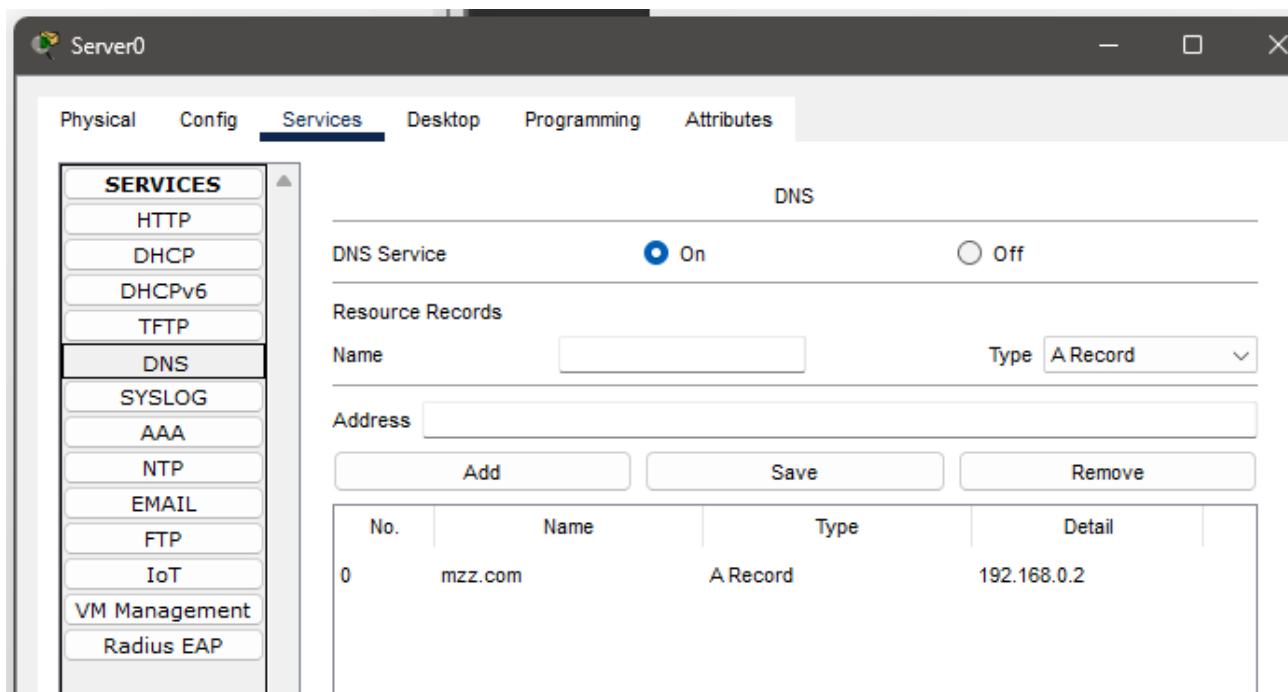 Server0
Physical Config Services Desktop Programming Attributes
SERVICES
HTTP
DHCP
DHCPv6
TFTP
DNS
SYSLOG
AAA
NTP
EMAIL
FTP
IoT
VM Management
Radius EAP
DNS
DNS Service On Off
Resource Records
Name Type A Record
Address
Add Save Remove
No. Name Type Detail
0 mzz.com A Record 192.168.0.2